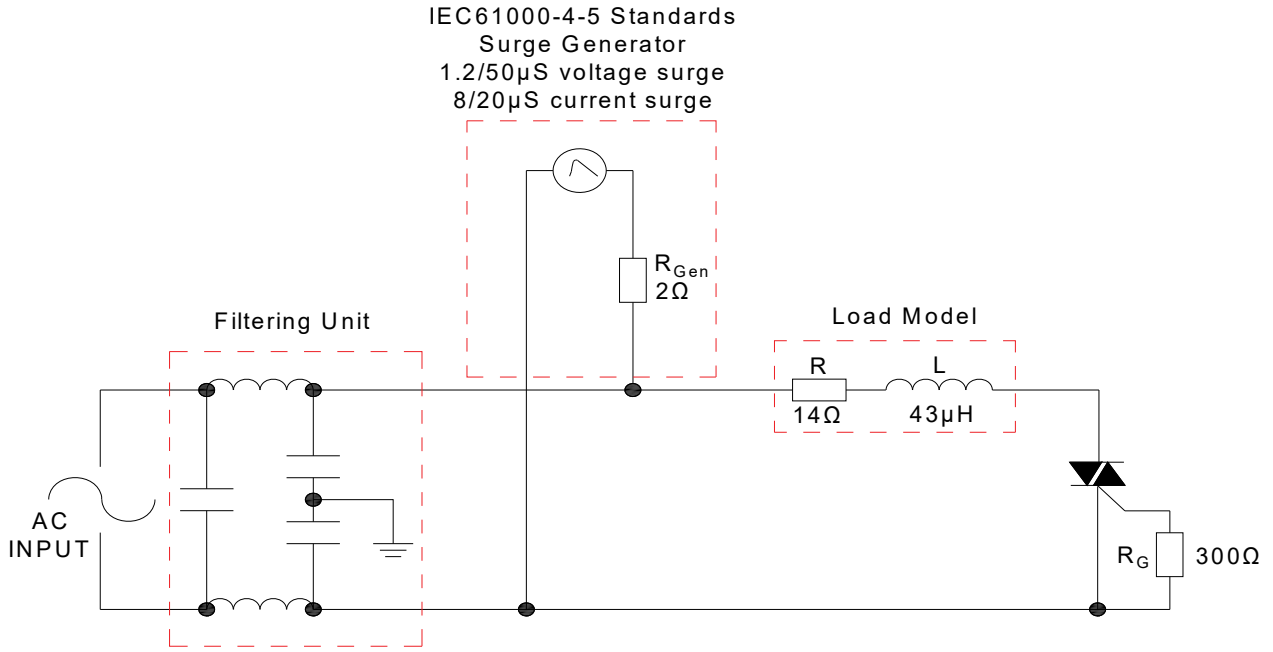 IEC61000-4-5 Standards
Surge Generator
1.2/50µS voltage surge
8/20µS current surge
RGen
2Ω
Filtering Unit
Load Model
R
L
14Ω
43µH
AC
INPUT
RG
300Ω